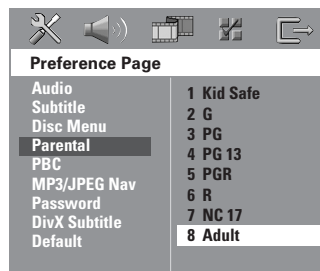 Preference Page
Audio
Subtitle
Disc Menu
Parental
PBC
MP3/JPEG Nav
Password
DivX Subtitle
Default
1 Kid Safe
2 G
3 PG
4 PG 13
5 PGR
6 R
7 NC 17
8 Adult